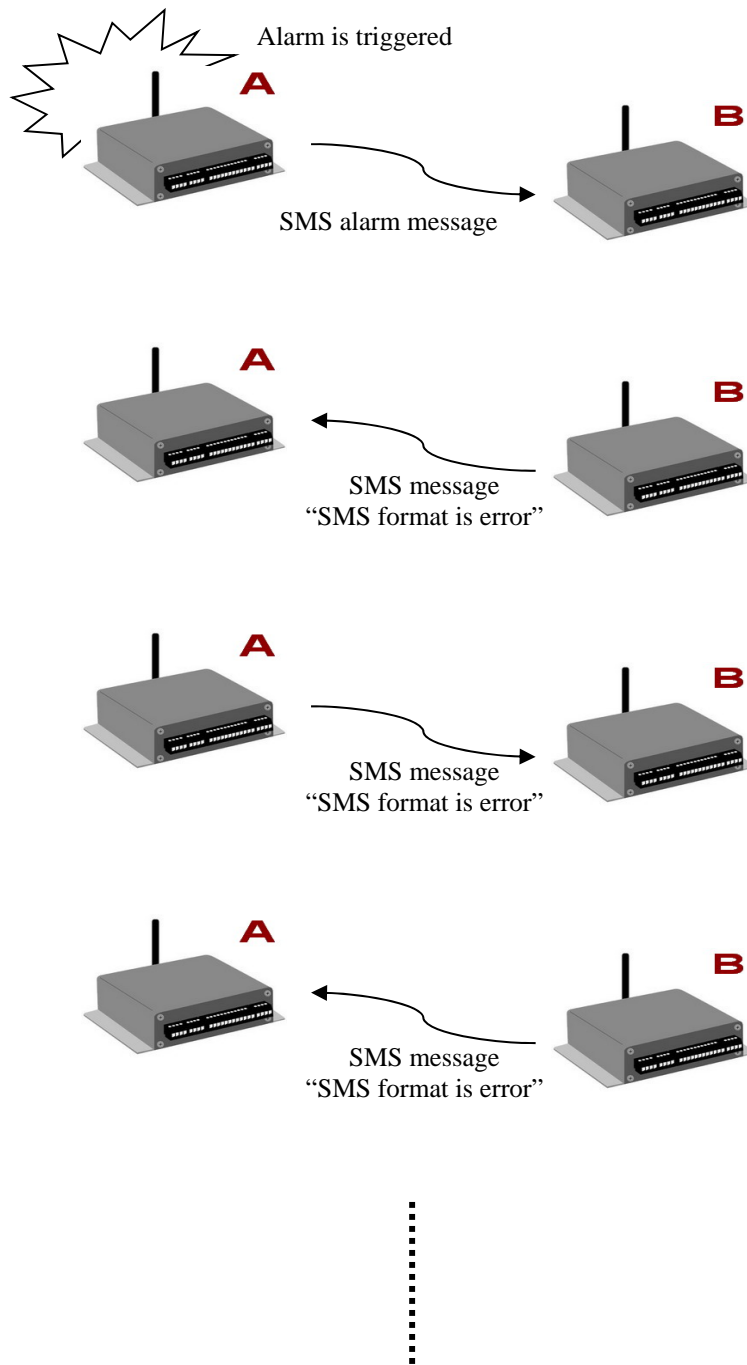 Alarm is triggered
A
B
SMS alarm message
A
B
SMS message
“SMS format is error”
A
B
SMS message
“SMS format is error”
A
B
SMS message
“SMS format is error”